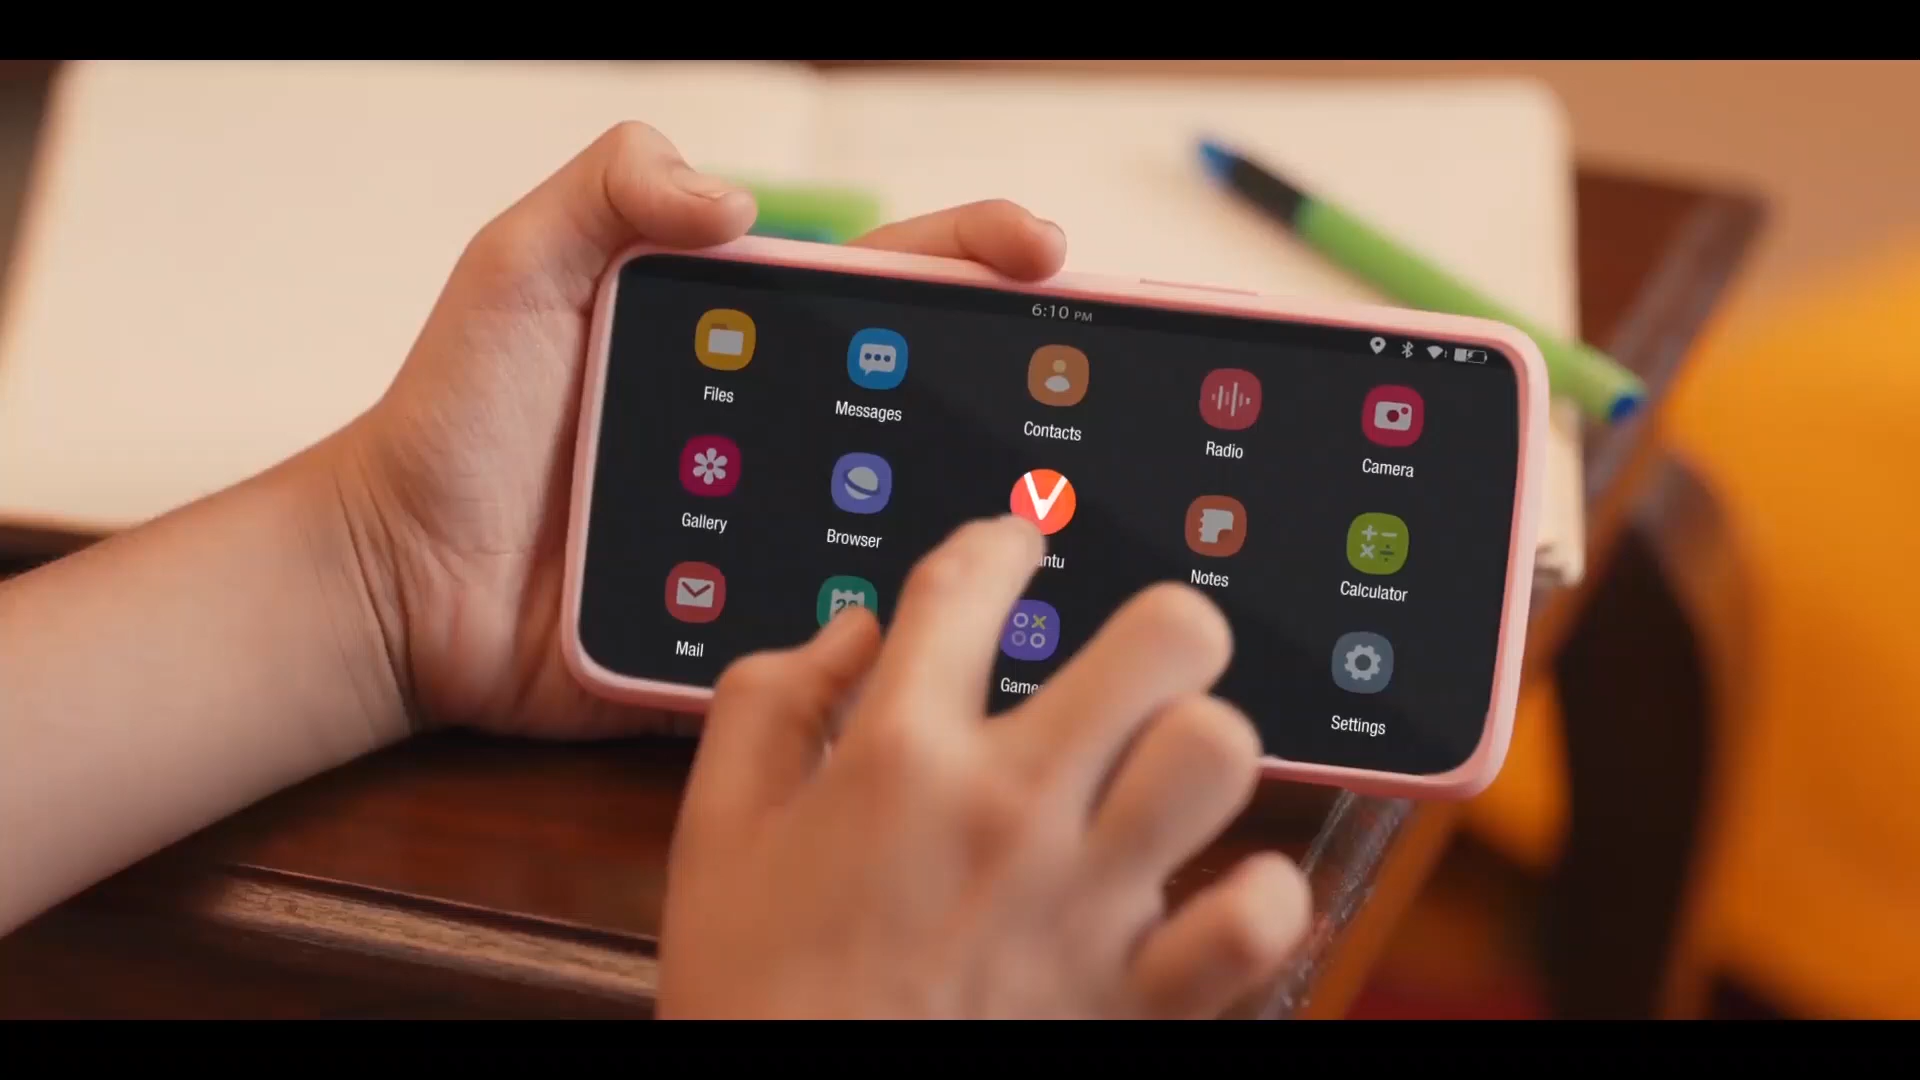 6:10 PM
Files
Messages
Contacts
Radio
Camera
Gallery
Browser
Notes
Calculator
Mail
Settings